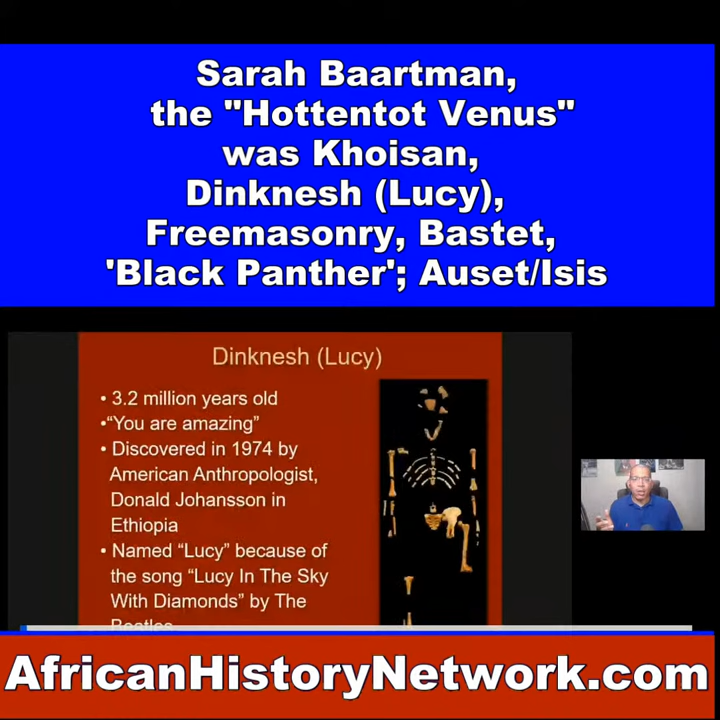 Sarah Baartman,
the "Hottentot Venus"
was Khoisan,
Dinknesh (Lucy),
Freemasonry, Bastet,
'Black Panther'; Auset/Isis
Dinknesh (Lucy)
• 3.2 million years old
•“You are amazing”
• Discovered in 1974 by
American Anthropologist,
Donald Johansson in
Ethiopia
• Named “Lucy” because of
the song “Lucy In The Sky
With Diamonds” by The
Beatles
AfricanHistoryNetwork.com